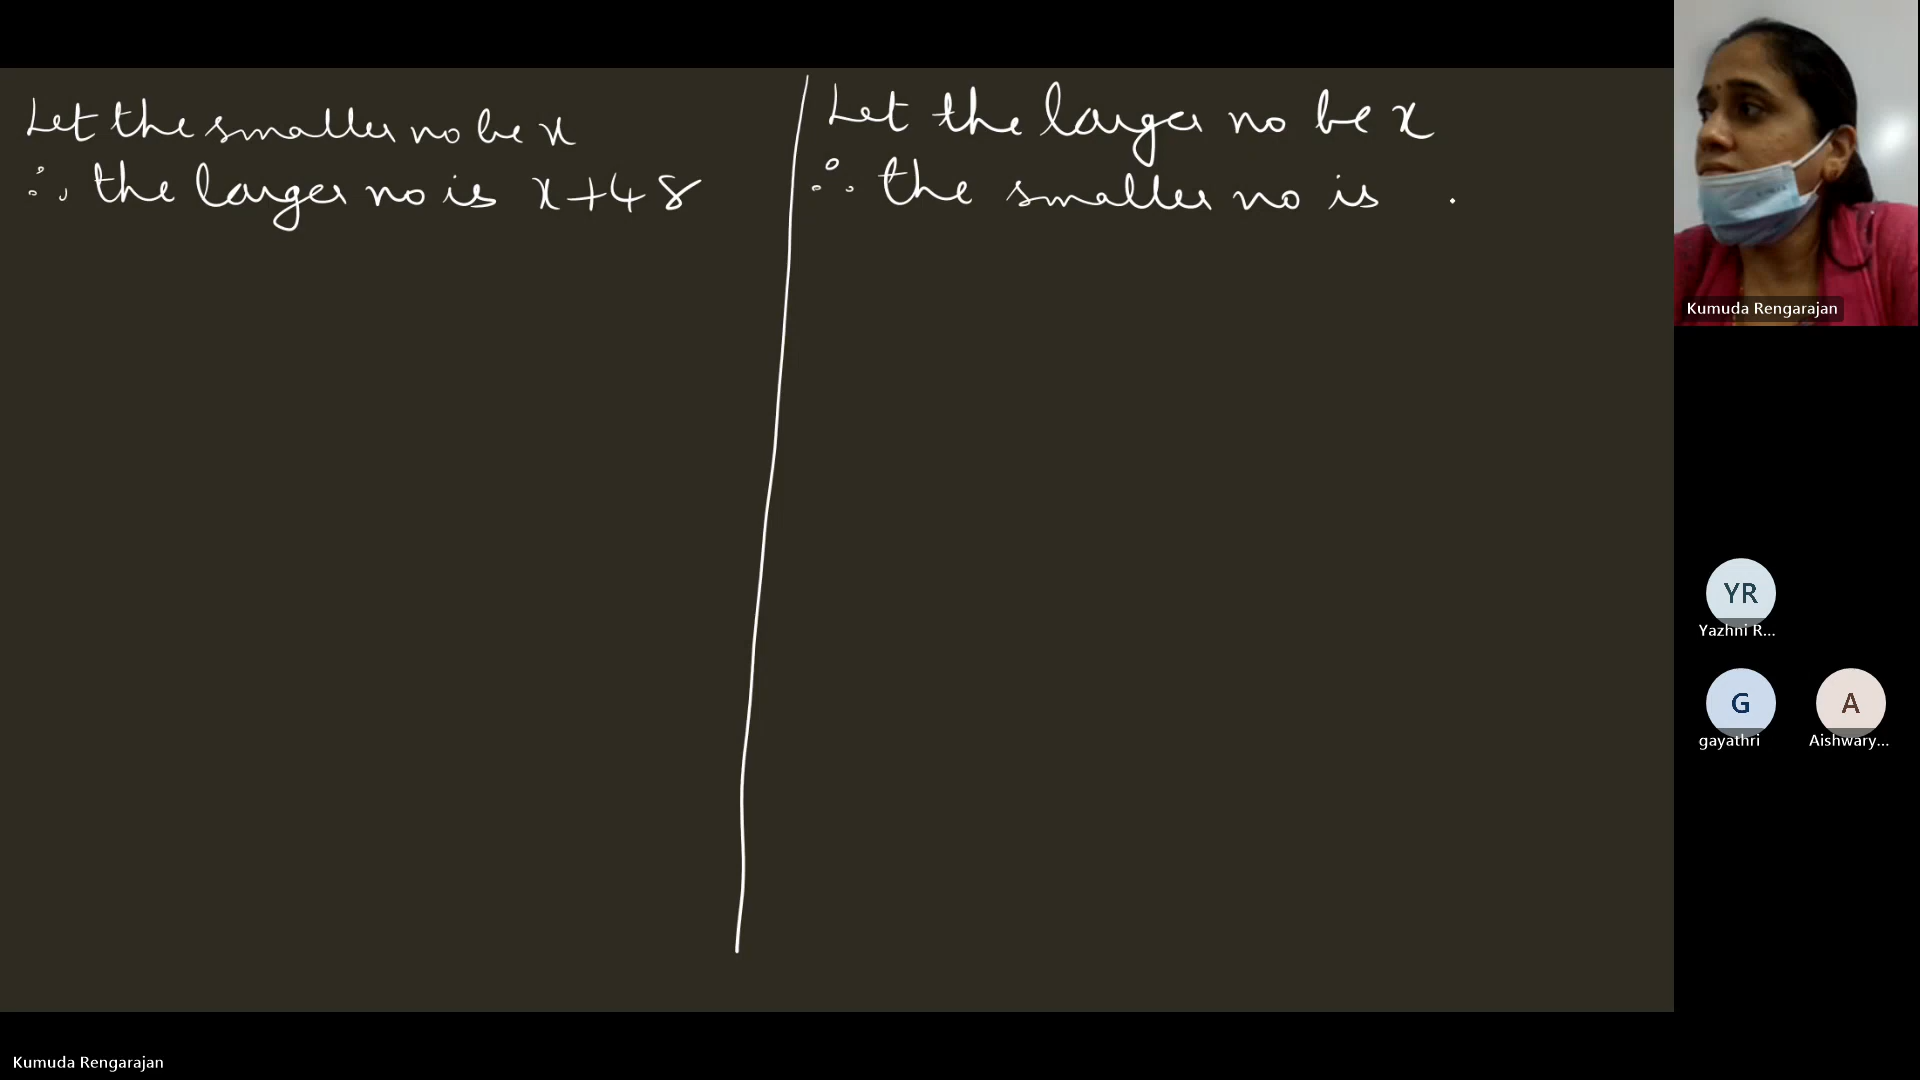 Let the smaller no be x
∴ the larger no is x+48
Let the larger no be x
∴ the smaller no is .
Kumuda Rengarajan
YR
Yazhni R...
G
gayathri
A
Aishwary...
Kumuda Rengarajan